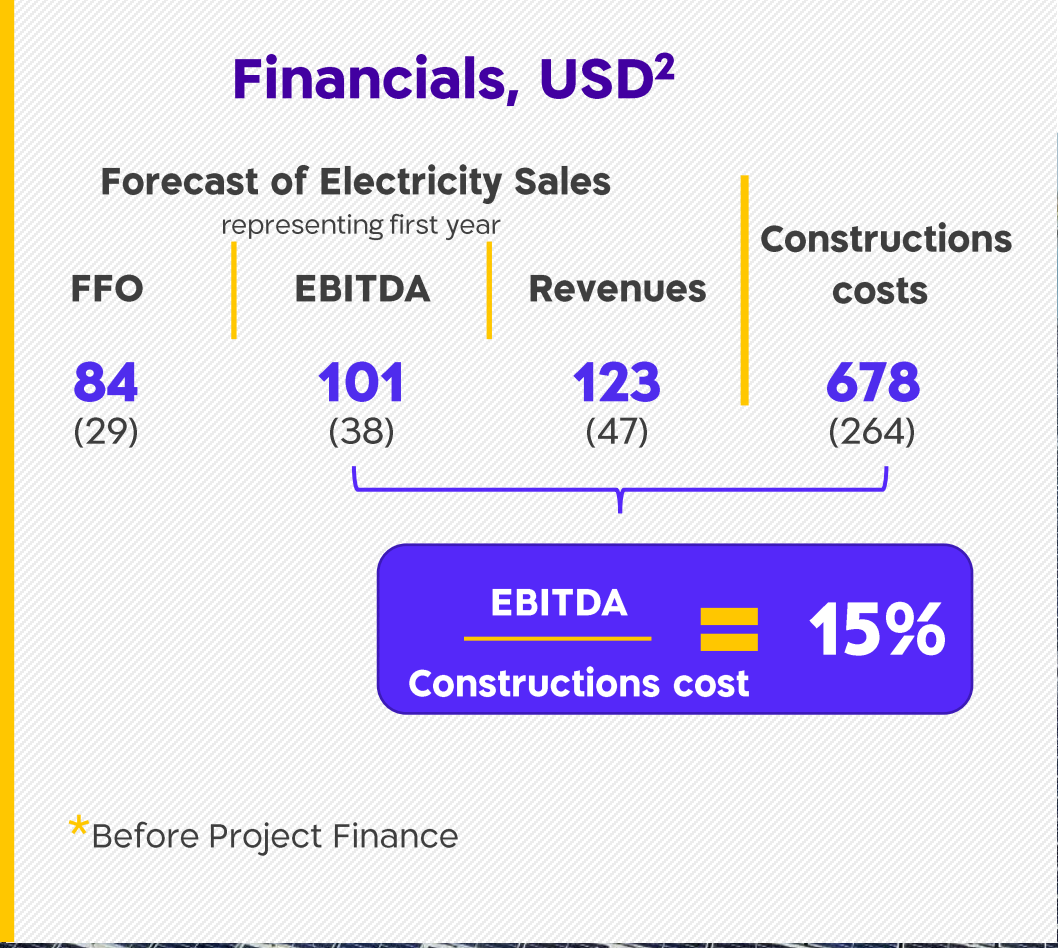 Financials, USD²
Forecast of Electricity Sales
representing first year
FFO
EBITDA
Revenues
Constructions
costs
84
101
123
678
(29)
(38)
(47)
(264)
EBITDA
Constructions cost
=
15%
*Before Project Finance